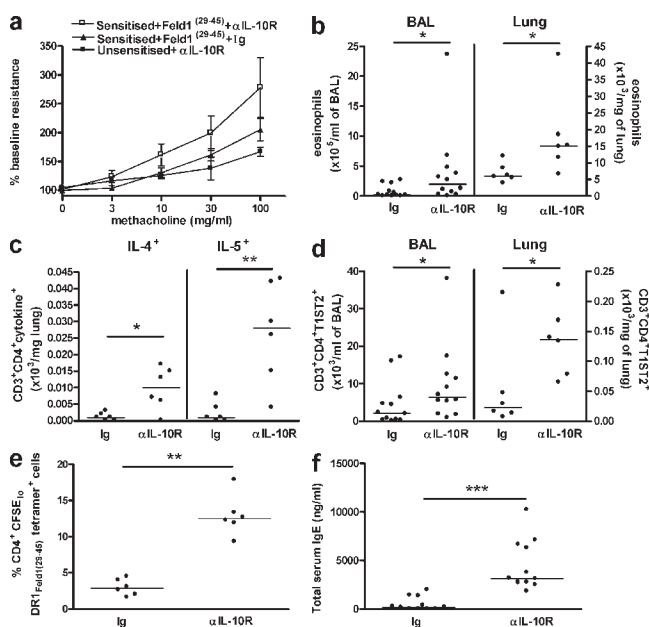 a
Sensitised+Feld1 (29-45)+αIL-10R
Sensitised+Feld1 (29-45)+Ig
Unsensitised+αIL-10R
% baseline resistance
300
250
200
150
100
0
3
10
30
100
methacholine (mg/ml)
b
BAL
Lung
*
*
eosinophils
(x10⁵/ml of BAL)
25
20
15
10
5
0
45
40
35
30
25
20
15
10
5
0
eosinophils
(x10³/mg of lung)
Ig
αIL-10R
Ig
αIL-10R
c
IL-4⁺
IL-5⁺
*
**
CD3⁺CD4⁺cytokine⁺
(x10³/mg lung)
0.045
0.040
0.035
0.030
0.025
0.020
0.015
0.010
0.005
0.000
Ig
αIL-10R
Ig
αIL-10R
d
BAL
Lung
*
*
CD3⁺CD4⁺T1ST2⁺
(x10³/ml of BAL)
40
30
20
10
0
0.25
0.20
0.15
0.10
0.05
0.00
CD3⁺CD4⁺T1ST2⁺
(x10³/mg of lung)
Ig
αIL-10R
Ig
αIL-10R
e
**
% CD4⁺ CFSElo
DR1Feld1(29-45) tetramer⁺ cells
20
15
10
5
0
Ig
αIL-10R
f
***
Total serum IgE (ng/ml)
15000
10000
5000
0
Ig
αIL-10R